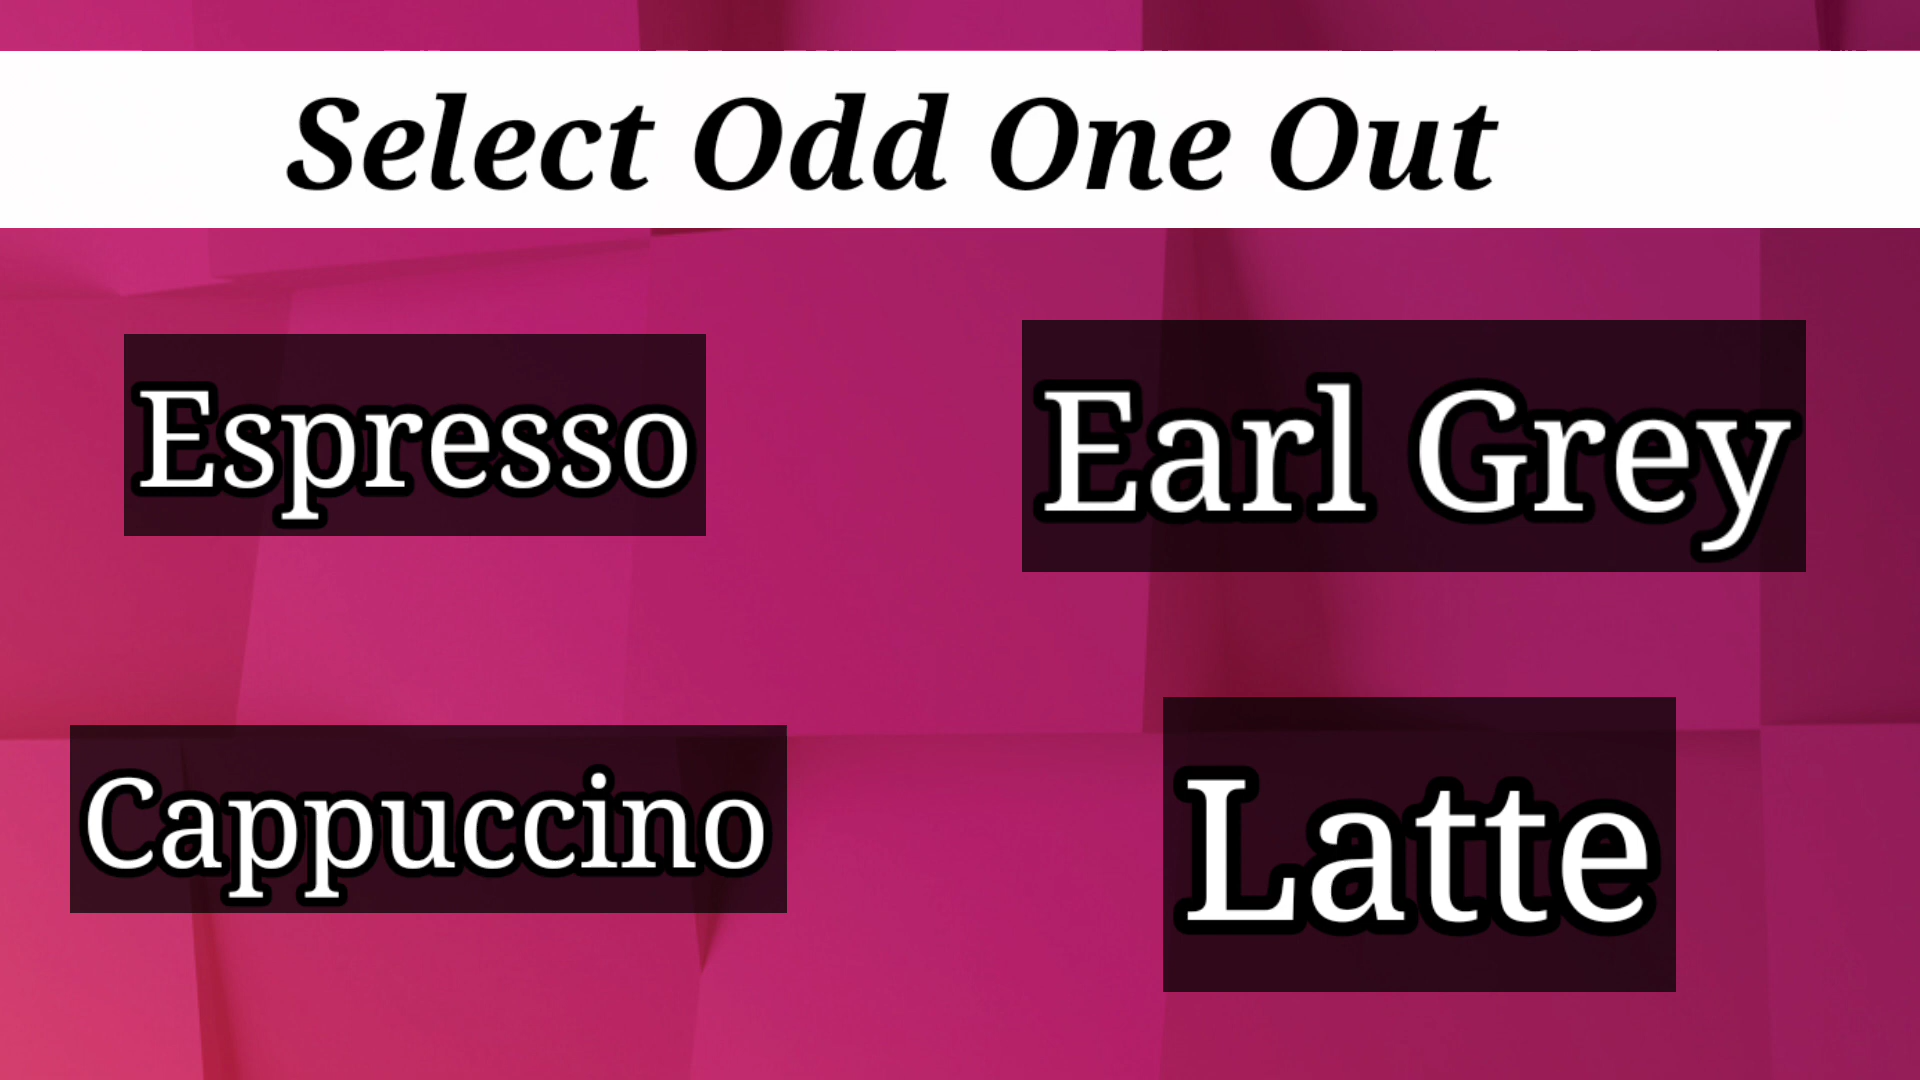 Select Odd One Out
Espresso
Earl Grey
Cappuccino
Latte